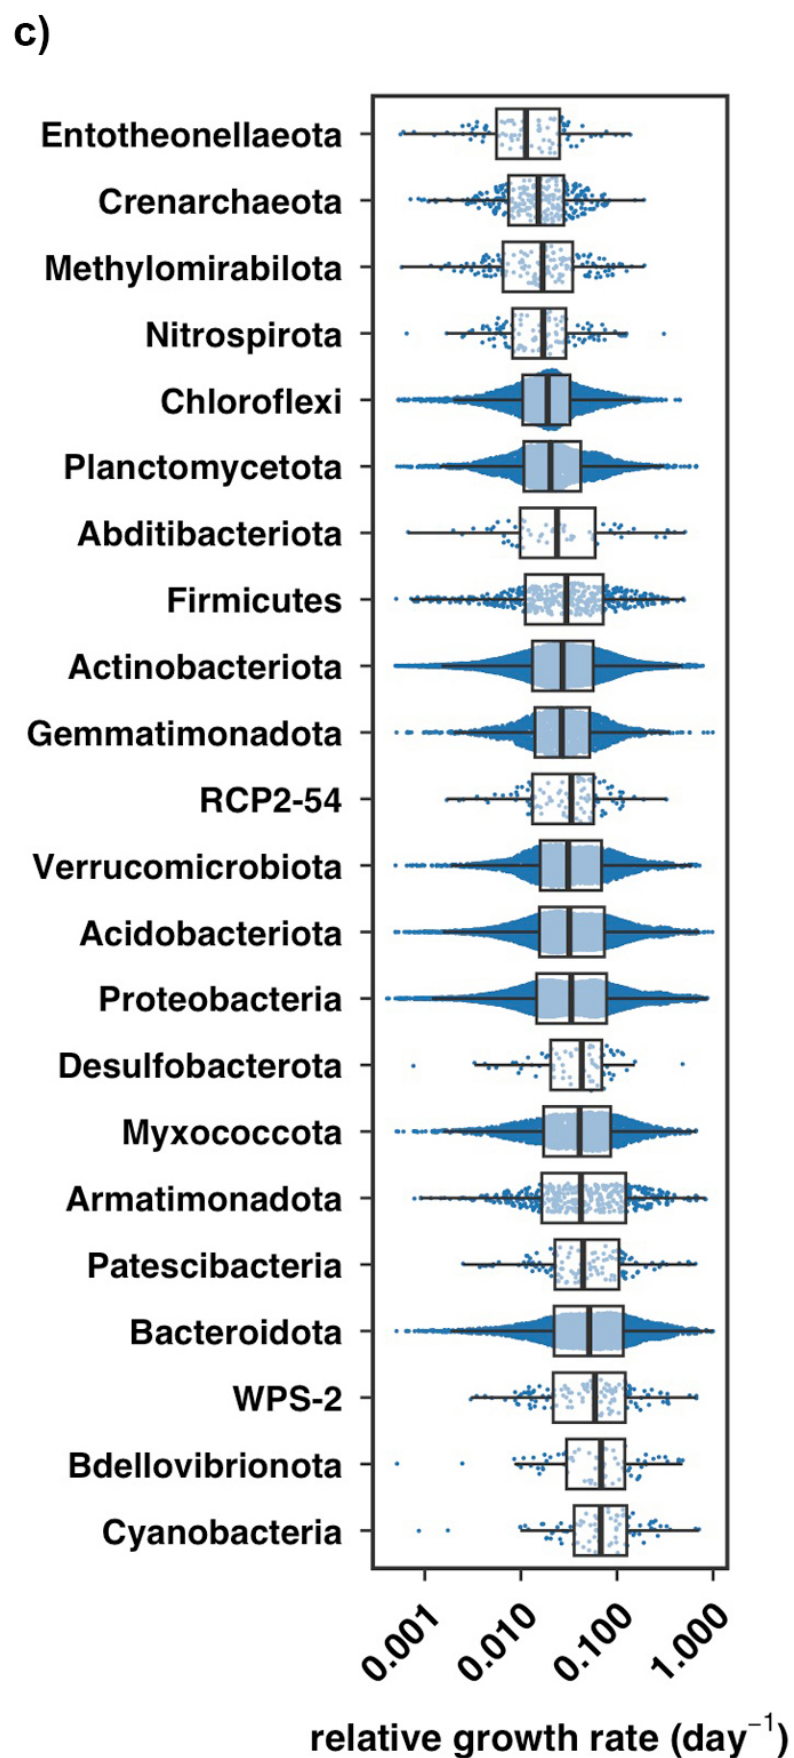 c)
Entotheonellaeota
Crenarchaeota
Methylomirabilota
Nitrospirota
Chloroflexi
Planctomycetota
Abditibacteriota
Firmicutes
Actinobacteriota
Gemmatimonadota
RCP2-54
Verrucomicrobiota
Acidobacteriota
Proteobacteria
Desulfobacterota
Myxococcota
Armatimonadota
Patescibacteria
Bacteroidota
WPS-2
Bdellovibrionota
Cyanobacteria
0.001 0.010 0.100 1.000
relative growth rate (day⁻¹)